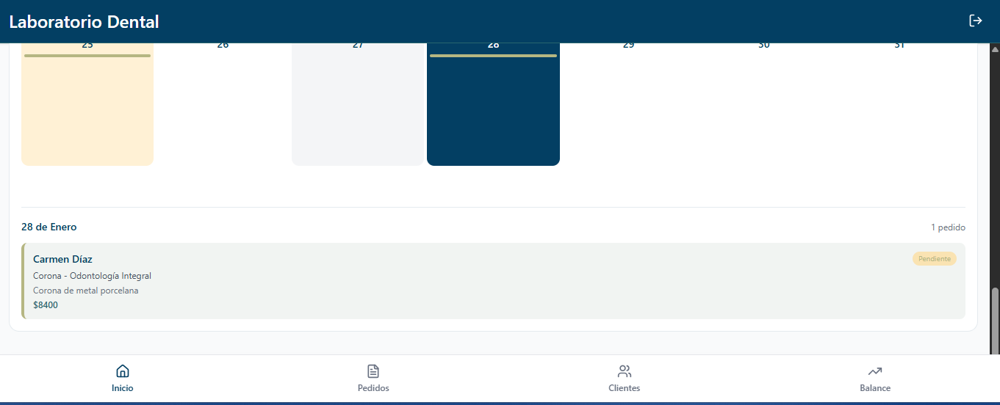 Laboratorio Dental
25 26 27 28 29 30 31
28 de Enero 1 pedido
Carmen Díaz Pendiente
Corona - Odontología Integral
Corona de metal porcelana
$8400
Inicio Pedidos Clientes Balance